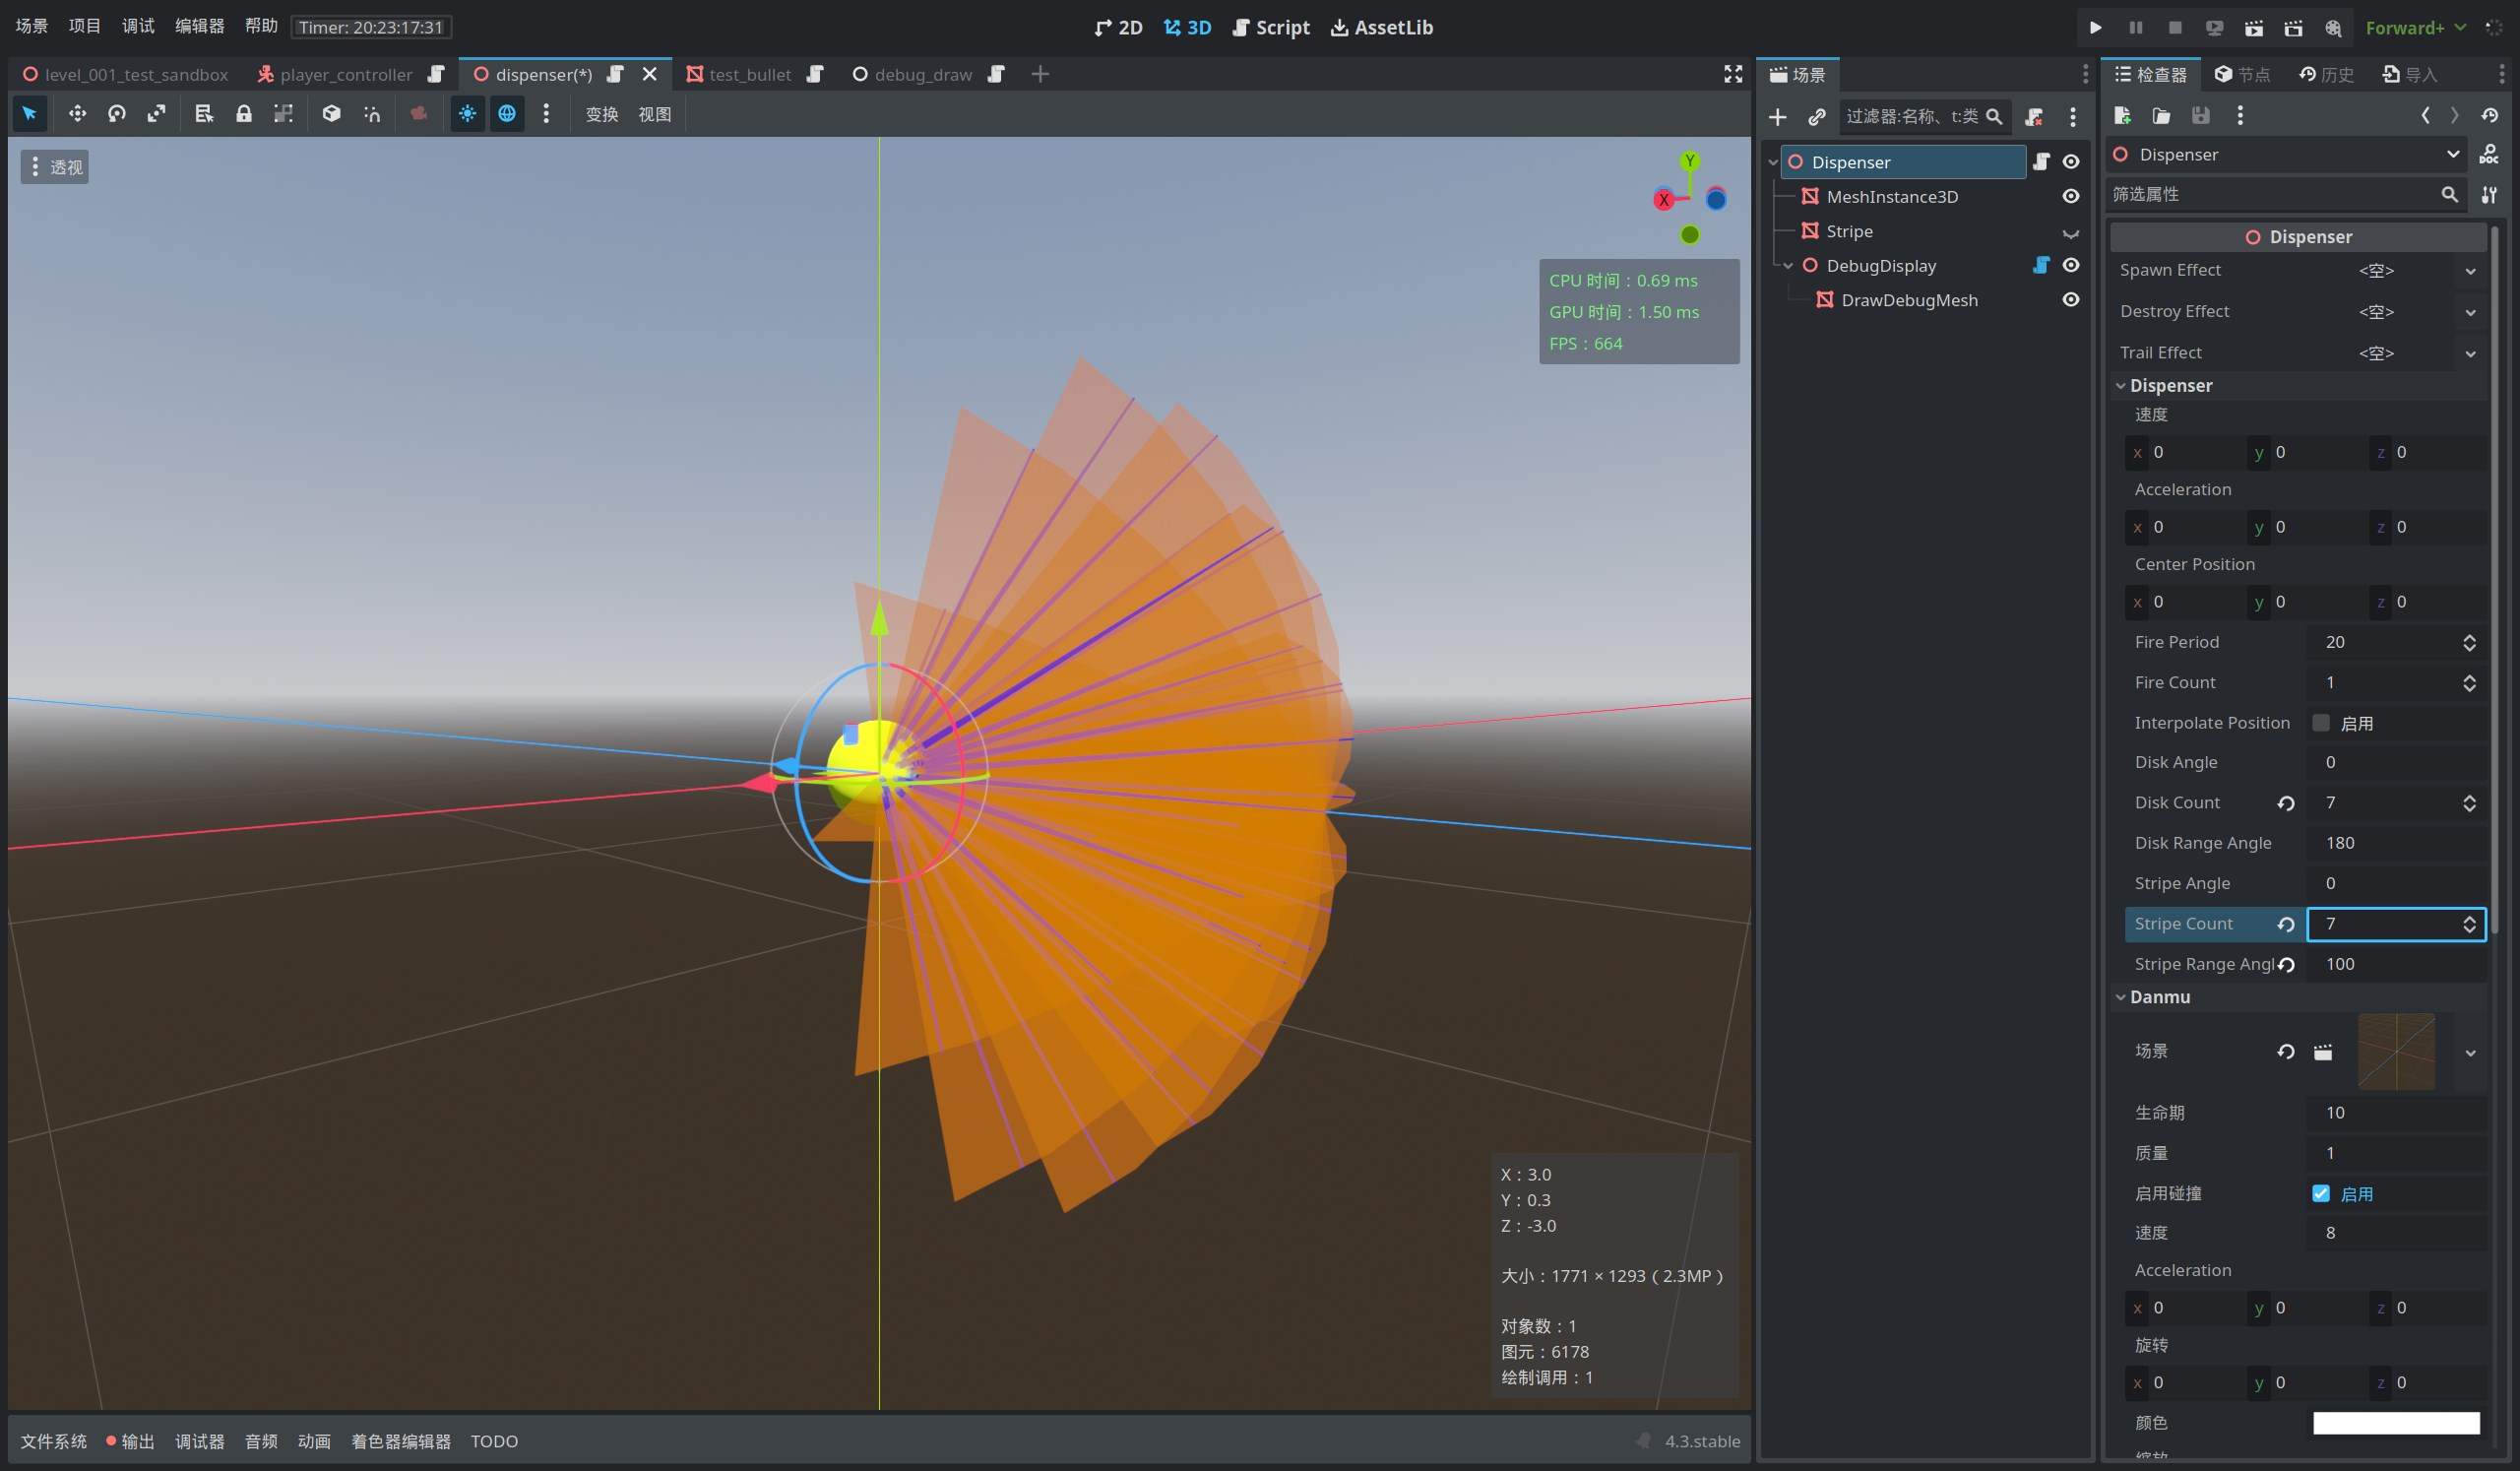 场景 项目 调试 编辑器 帮助 Timer: 20:23:17:31 2D 3D Script AssetLib Forward+
level_001_test_sandbox player_controller dispenser(*) test_bullet debug_draw
变换 视图
透视
Y
X
CPU 时间：0.69 ms
GPU 时间：1.50 ms
FPS：664
X：3.0
Y：0.3
Z：-3.0
大小：1771 × 1293（2.3MP）
对象数：1
图元：6178
绘制调用：1
文件系统 输出 调试器 音频 动画 着色器编辑器 TODO 4.3.stable
场景
过滤器:名称、t:类
Dispenser
MeshInstance3D
Stripe
DebugDisplay
DrawDebugMesh
检查器 节点 历史 导入
Dispenser DOC
筛选属性
Dispenser
Spawn Effect <空>
Destroy Effect <空>
Trail Effect <空>
Dispenser
速度
x 0 y 0 z 0
Acceleration
x 0 y 0 z 0
Center Position
x 0 y 0 z 0
Fire Period 20
Fire Count 1
Interpolate Position 启用
Disk Angle 0
Disk Count 7
Disk Range Angle 180
Stripe Angle 0
Stripe Count 7
Stripe Range Angl 100
Danmu
场景
生命期 10
质量 1
启用碰撞 启用
速度 8
Acceleration
x 0 y 0 z 0
旋转
x 0 y 0 z 0
颜色